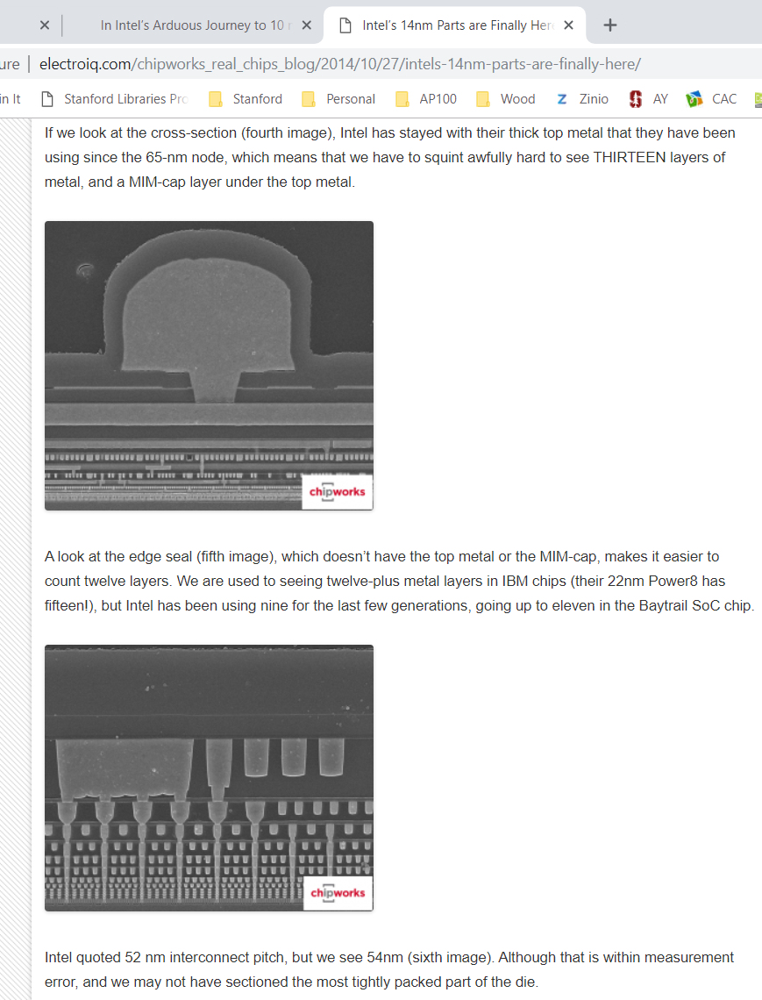 In Intel's Arduous Journey to 10
Intel's 14nm Parts are Finally Her
ure | electroiq.com/chipworks_real_chips_blog/2014/10/27/intels-14nm-parts-are-finally-here/
in It Stanford Libraries Pro Stanford Personal AP100 Wood Zinio AY CAC
If we look at the cross-section (fourth image), Intel has stayed with their thick top metal that they have been
using since the 65-nm node, which means that we have to squint awfully hard to see THIRTEEN layers of
metal, and a MIM-cap layer under the top metal.
chipworks
A look at the edge seal (fifth image), which doesn't have the top metal or the MIM-cap, makes it easier to
count twelve layers. We are used to seeing twelve-plus metal layers in IBM chips (their 22nm Power8 has
fifteen!), but Intel has been using nine for the last few generations, going up to eleven in the Baytrail SoC chip.
chipworks
Intel quoted 52 nm interconnect pitch, but we see 54nm (sixth image). Although that is within measurement
error, and we may not have sectioned the most tightly packed part of the die.